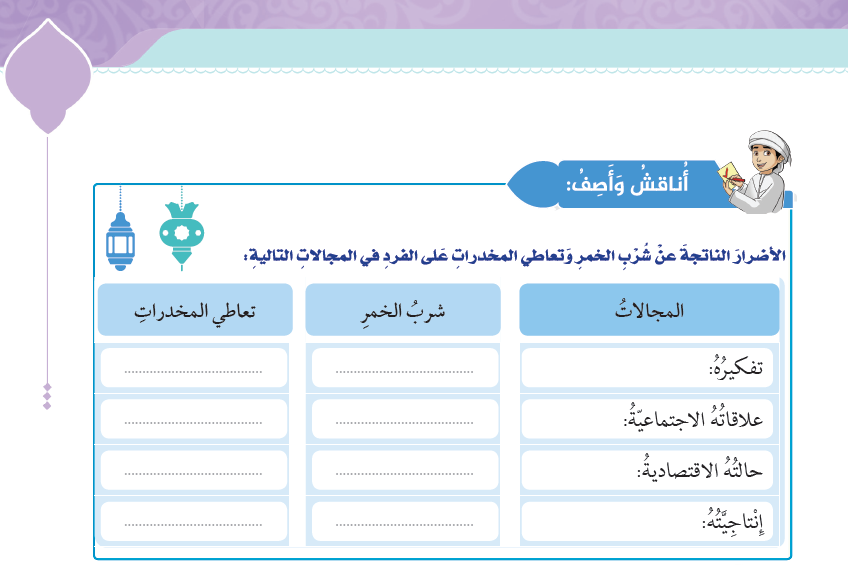 أُناقشُ وَأَصِفُ:
الأضرارَ الناتجةَ عنْ شُرْبِ الخمرِ وَتعاطي المخدراتِ عَلى الفردِ في المجالاتِ التاليةِ:
المجالاتُ شربُ الخمرِ تعاطي المخدراتِ
تفكيرُهُ: .............................. ..............................
علاقاتُهُ الاجتماعيّةُ: .............................. ..............................
حالتُهُ الاقتصاديةُ: .............................. ..............................
إِنْتاجِيَّتُهُ: .............................. ..............................